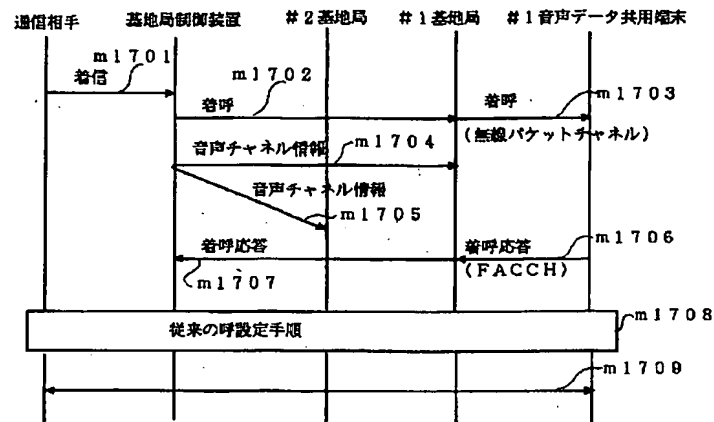 通信相手 基地局制御装置 #2基地局 #1基地局 #1音声データ共用端末
m1701
着信
m1702
着呼
着呼
m1703
(無線パケットチャネル)
音声チャネル情報
m1704
音声チャネル情報
m1705
着呼応答
m1707
着呼応答
m1706
(FACCH)
従来の呼設定手順
m1708
m1709